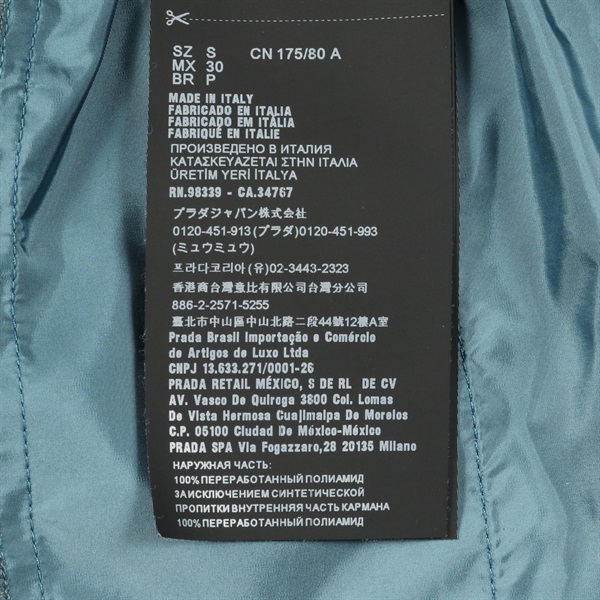 SZ S CN 175/80 A
MX 30
BR P
MADE IN ITALY
FABRICADO EN ITALIA
FABRICADO EM ITÁLIA
FABRIQUÉ EN ITALIE
ПРОИЗВЕДЕНО В ИТАЛИЯ
ΚΑΤΑΣΚΕΥΑΖΕΤΑΙ ΣΤΗΝ ΙΤΑΛΙΑ
ÜRETİM YERİ İTALYA
RN.98339 - CA.34767
プラダジャパン株式会社
0120-451-913(プラダ)0120-451-993
(ミュウミュウ)
프라다코리아(유)02-3443-2323
香港商台灣意比有限公司台灣分公司
886-2-2571-5255
臺北市中山區中山北路二段44號12樓A室
Prada Brasil Importação e Comércio
de Artigos de Luxo Ltda
CNPJ 13.633.271/0001-26
PRADA RETAIL MÉXICO, S DE RL DE CV
AV. Vasco De Quiroga 3800 Col. Lomas
De Vista Hermosa Cuajimalpa De Morelos
C.P. 05100 Ciudad De México-México
PRADA SPA Via Fogazzaro,28 20135 Milano
НАРУЖНАЯ ЧАСТЬ:
100% ПЕРЕРАБОТАННЫЙ ПОЛИАМИД
ЗА ИСКЛЮЧЕНИЕМ СИНТЕТИЧЕСКОЙ
ПРОПИТКИ ВНУТРЕННЯЯ ЧАСТЬ КАРМАНА
100% ПЕРЕРАБОТАННЫЙ ПОЛИАМИД